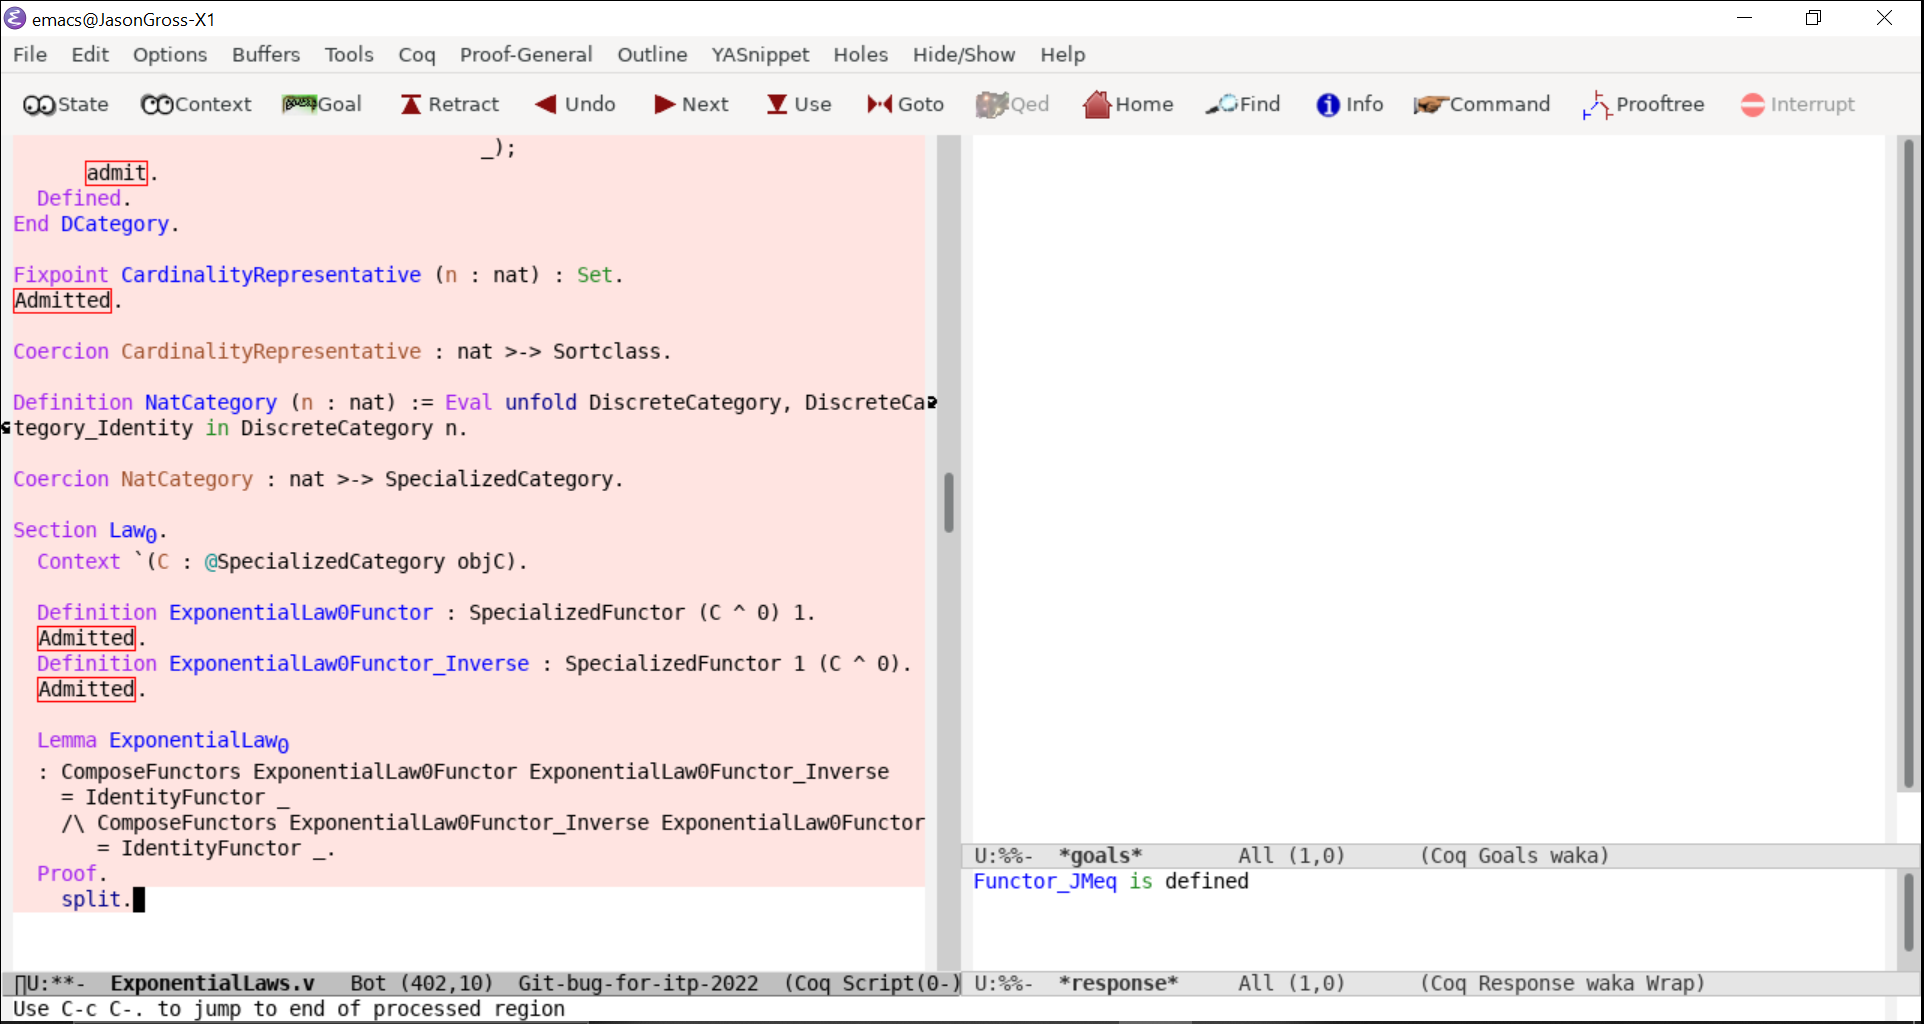 emacs@JasonGross-X1
File Edit Options Buffers Tools Coq Proof-General Outline YASnippet Holes Hide/Show Help
State Context Goal Retract Undo Next Use Goto Qed Home Find Info Command Prooftree Interrupt
_);
admit.
Defined.
End DCategory.
Fixpoint CardinalityRepresentative (n : nat) : Set.
Admitted.
Coercion CardinalityRepresentative : nat >-> Sortclass.
Definition NatCategory (n : nat) := Eval unfold DiscreteCategory, DiscreteCa
tegory_Identity in DiscreteCategory n.
Coercion NatCategory : nat >-> SpecializedCategory.
Section Law0.
Context `(C : @SpecializedCategory objC).
Definition ExponentialLaw0Functor : SpecializedFunctor (C ^ 0) 1.
Admitted.
Definition ExponentialLaw0Functor_Inverse : SpecializedFunctor 1 (C ^ 0).
Admitted.
Lemma ExponentialLaw0
: ComposeFunctors ExponentialLaw0Functor ExponentialLaw0Functor_Inverse
= IdentityFunctor _
/\ ComposeFunctors ExponentialLaw0Functor_Inverse ExponentialLaw0Functor
= IdentityFunctor _.
Proof.
split.
U:**- ExponentialLaws.v Bot (402,10) Git-bug-for-itp-2022 (Coq Script(0-)
Use C-c C-. to jump to end of processed region
U:%%- *goals* All (1,0) (Coq Goals waka)
Functor_JMeq is defined
U:%%- *response* All (1,0) (Coq Response waka Wrap)